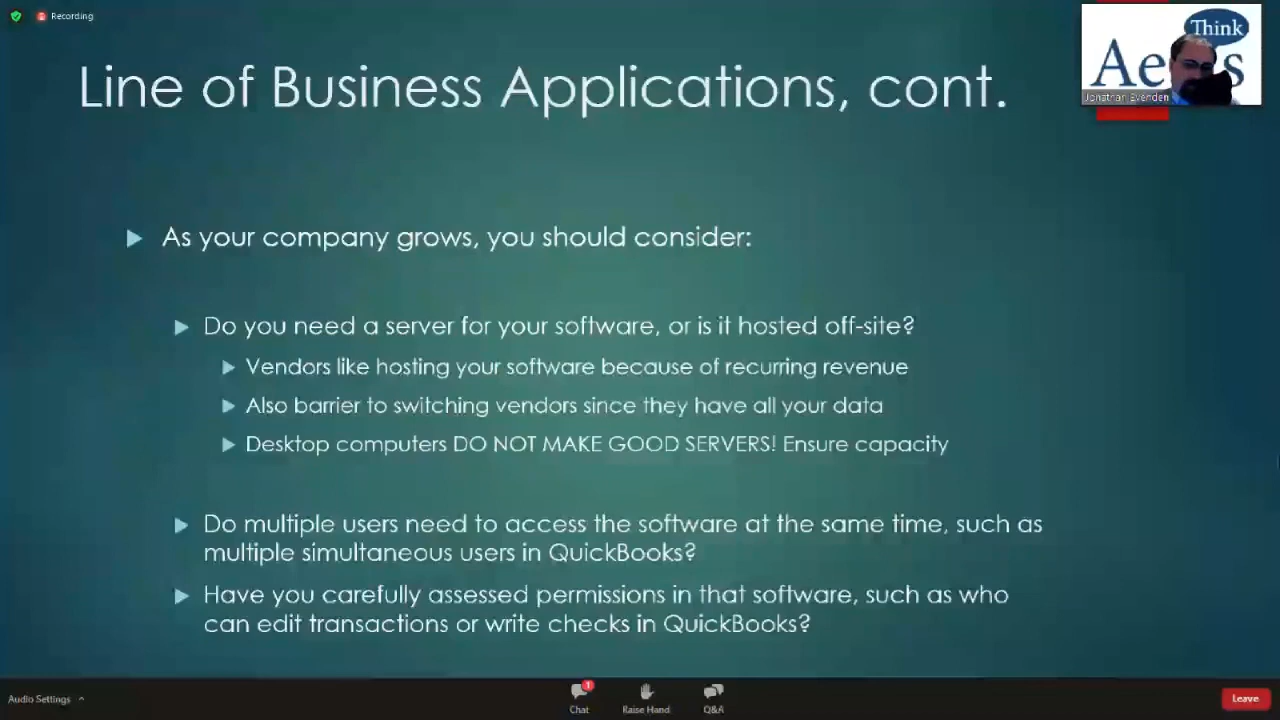 Recording
Think
Line of Business Applications, cont.
Jonathan Evenden
As your company grows, you should consider:
Do you need a server for your software, or is it hosted off-site?
Vendors like hosting your software because of recurring revenue
Also barrier to switching vendors since they have all your data
Desktop computers DO NOT MAKE GOOD SERVERS! Ensure capacity
Do multiple users need to access the software at the same time, such as
multiple simultaneous users in QuickBooks?
Have you carefully assessed permissions in that software, such as who
can edit transactions or write checks in QuickBooks?
Audio Settings
1
Chat
Raise Hand
Q&A
Leave